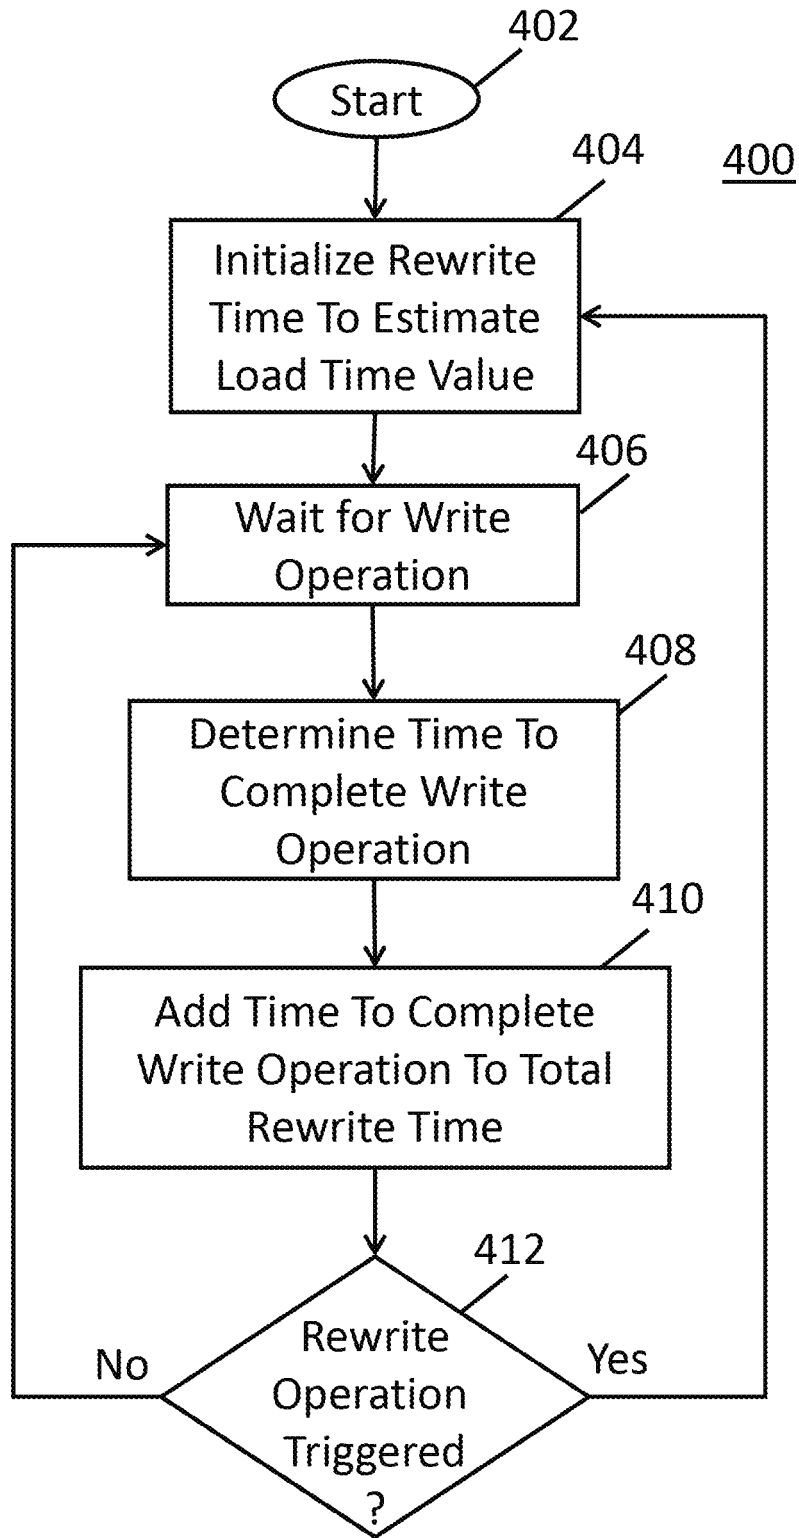 402
Start
404
400
Initialize Rewrite
Time To Estimate
Load Time Value
406
Wait for Write
Operation
408
Determine Time To
Complete Write
Operation
410
Add Time To Complete
Write Operation To Total
Rewrite Time
412
Rewrite
Operation
Triggered
?
No
Yes